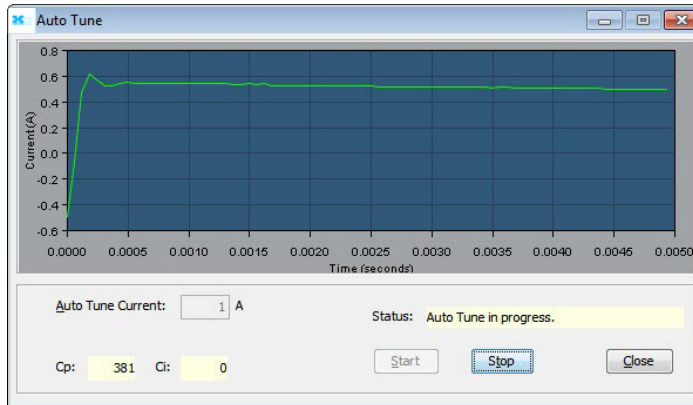 Auto Tune
0.8
0.6
0.4
0.2
0.0
-0.2
-0.4
-0.6
Current(A)
0.0000 0.0005 0.0010 0.0015 0.0020 0.0025 0.0030 0.0035 0.0040 0.0045 0.0050
Time (seconds)
Auto Tune Current: 1 A
Status: Auto Tune in progress.
Cp: 381 Ci: 0
Start Stop Close